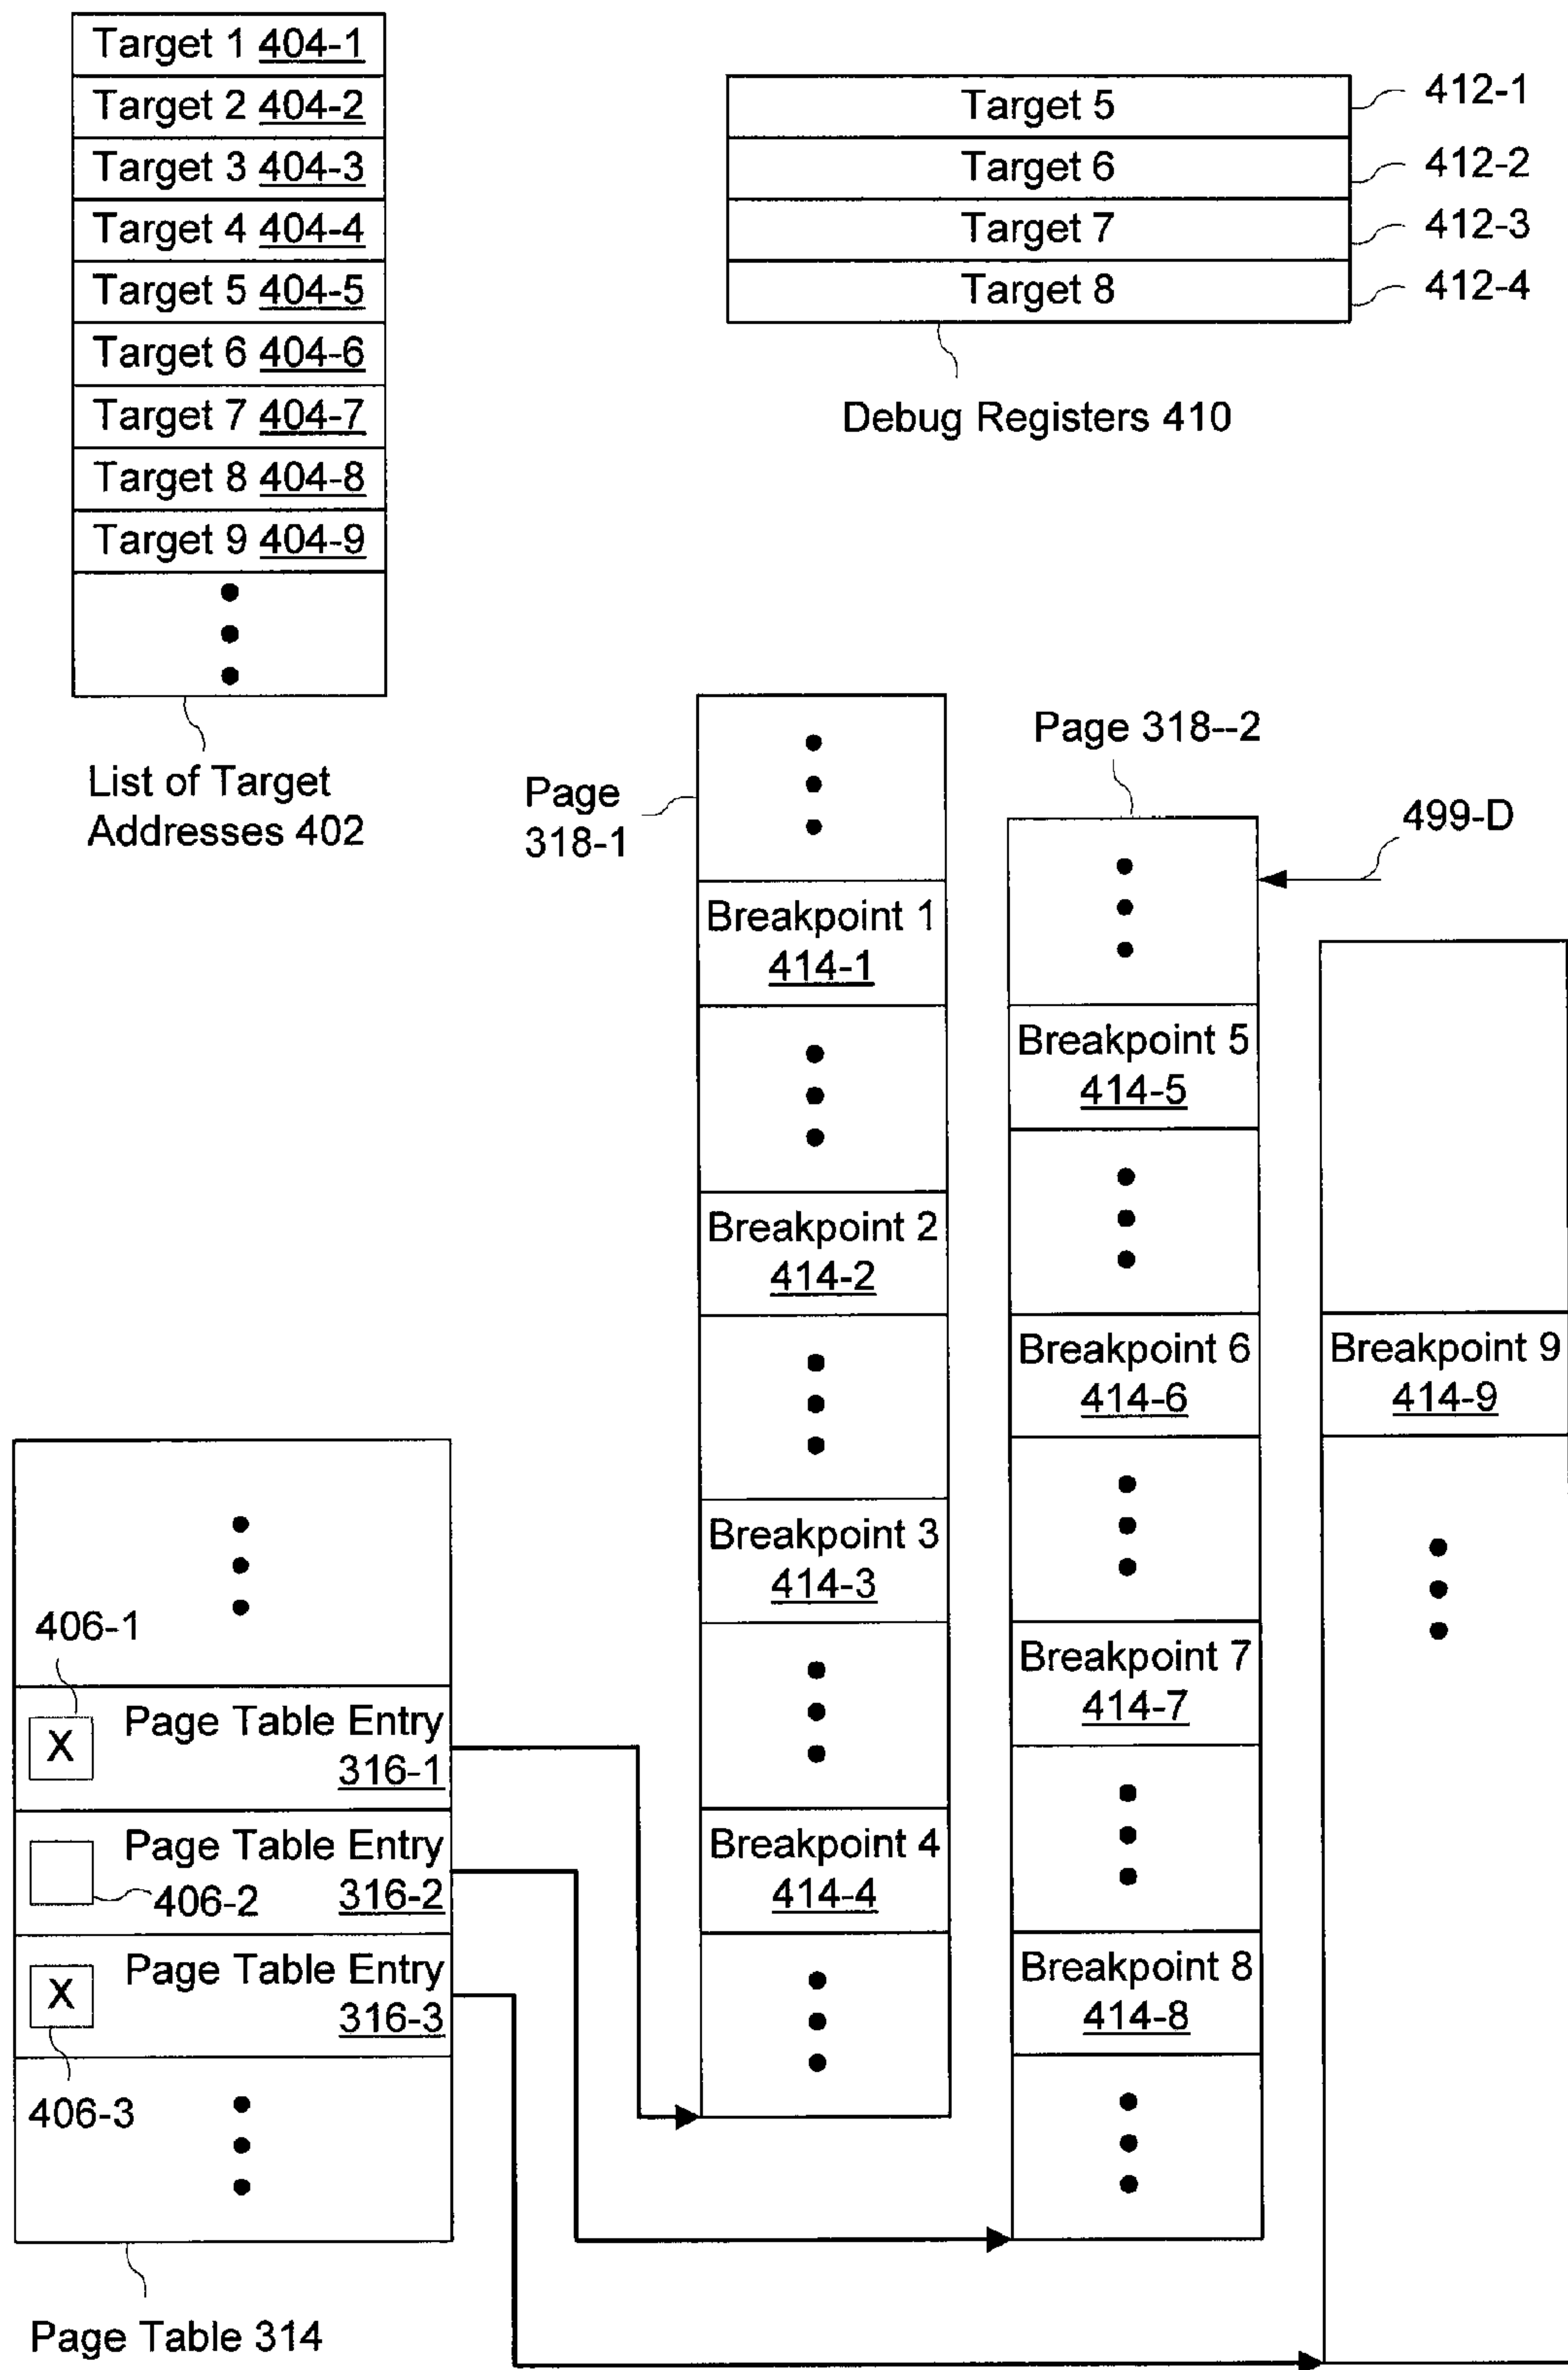 Target 1 404-1
Target 2 404-2
Target 3 404-3
Target 4 404-4
Target 5 404-5
Target 6 404-6
Target 7 404-7
Target 8 404-8
Target 9 404-9
List of Target
Addresses 402
Target 5
Target 6
Target 7
Target 8
412-1
412-2
412-3
412-4
Debug Registers 410
Page
318-1
Breakpoint 1
414-1
Breakpoint 2
414-2
Breakpoint 3
414-3
Breakpoint 4
414-4
Page 318--2
499-D
Breakpoint 5
414-5
Breakpoint 6
414-6
Breakpoint 7
414-7
Breakpoint 8
414-8
Breakpoint 9
414-9
406-1
X
Page Table Entry
316-1
Page Table Entry
406-2
316-2
X
Page Table Entry
316-3
406-3
Page Table 314